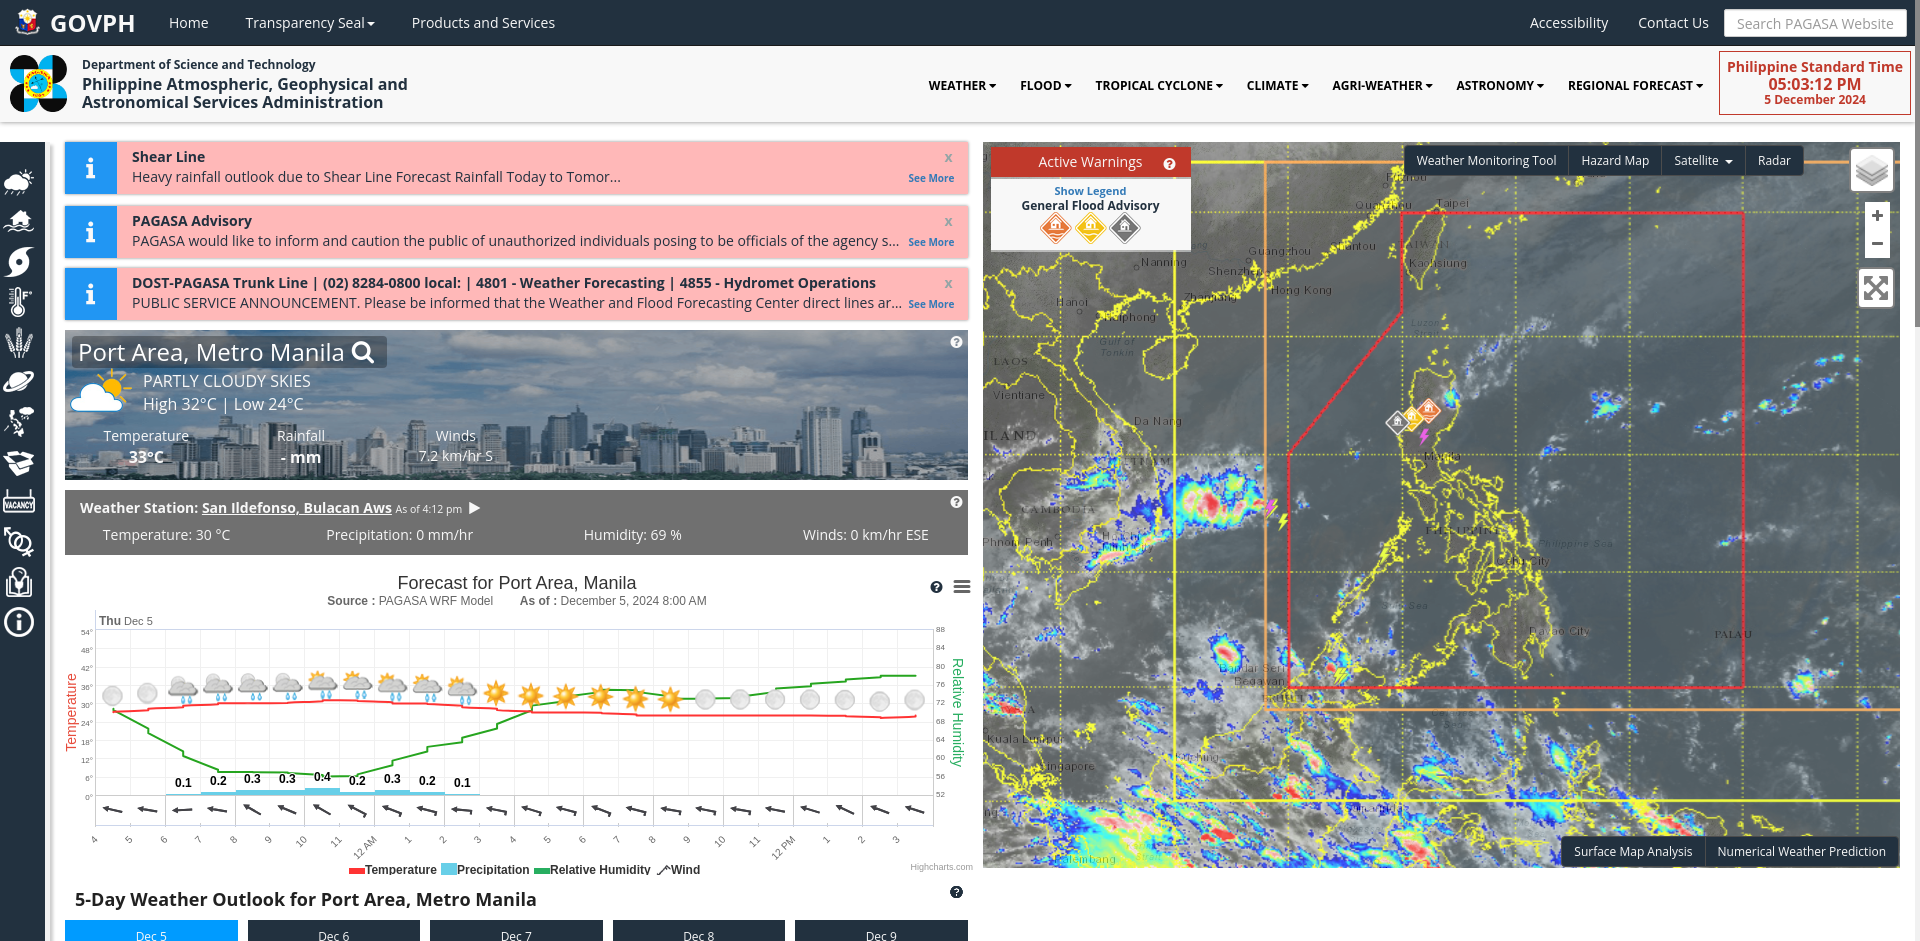 GOVPH
Home
Transparency Seal
Products and Services
Accessibility
Contact Us
Search PAGASA Website
Department of Science and Technology
Philippine Atmospheric, Geophysical and
Astronomical Services Administration
WEATHER
FLOOD
TROPICAL CYCLONE
CLIMATE
AGRI-WEATHER
ASTRONOMY
REGIONAL FORECAST
Philippine Standard Time
05:03:12 PM
5 December 2024
Shear Line
x
Heavy rainfall outlook due to Shear Line Forecast Rainfall Today to Tomor...
See More
PAGASA Advisory
x
PAGASA would like to inform and caution the public of unauthorized individuals posing to be officials of the agency s...
See More
DOST-PAGASA Trunk Line | (02) 8284-0800 local: | 4801 - Weather Forecasting | 4855 - Hydromet Operations
x
PUBLIC SERVICE ANNOUNCEMENT. Please be informed that the Weather and Flood Forecasting Center direct lines ar...
See More
Port Area, Metro Manila
PARTLY CLOUDY SKIES
High 32°C | Low 24°C
Temperature
33°C
Rainfall
- mm
Winds
7.2 km/hr S
Weather Station: San Ildefonso, Bulacan Aws As of 4:12 pm
Temperature: 30 °C
Precipitation: 0 mm/hr
Humidity: 69 %
Winds: 0 km/hr ESE
Forecast for Port Area, Manila
Source : PAGASA WRF Model As of : December 5, 2024 8:00 AM
Thu Dec 5
54°
48°
42°
36°
30°
24°
18°
12°
6°
0°
Temperature
88
84
80
76
72
68
64
60
56
52
Relative Humidity
0.1 0.2 0.3 0.3 0.4 0.2 0.3 0.2 0.1
4 5 6 7 8 9 10 11 12 AM 1 2 3 4 5 6 7 8 9 10 11 12 PM 1 2 3
Temperature Precipitation Relative Humidity Wind
Highcharts.com
5-Day Weather Outlook for Port Area, Metro Manila
Dec 5
Dec 6
Dec 7
Dec 8
Dec 9
VACANCY
Active Warnings
Show Legend
General Flood Advisory
Weather Monitoring Tool
Hazard Map
Satellite
Radar
+
−
Taipei
Guangzhou
Shantou
Nanning
Shenzhen
Kaohsiung
Hong Kong
Hanoi
Zhanjiang
Haiphong
Gulf of
Tonkin
Luzon
LAOS
Vientiane
Da Nang
Manila
CAMBODIA
Phnom Penh
Philippine Sea
Davao City
PALAU
Bandar Seri
Begawan
Kuala Lumpur
Singapore
Kuching
Palembang
Surface Map Analysis
Numerical Weather Prediction